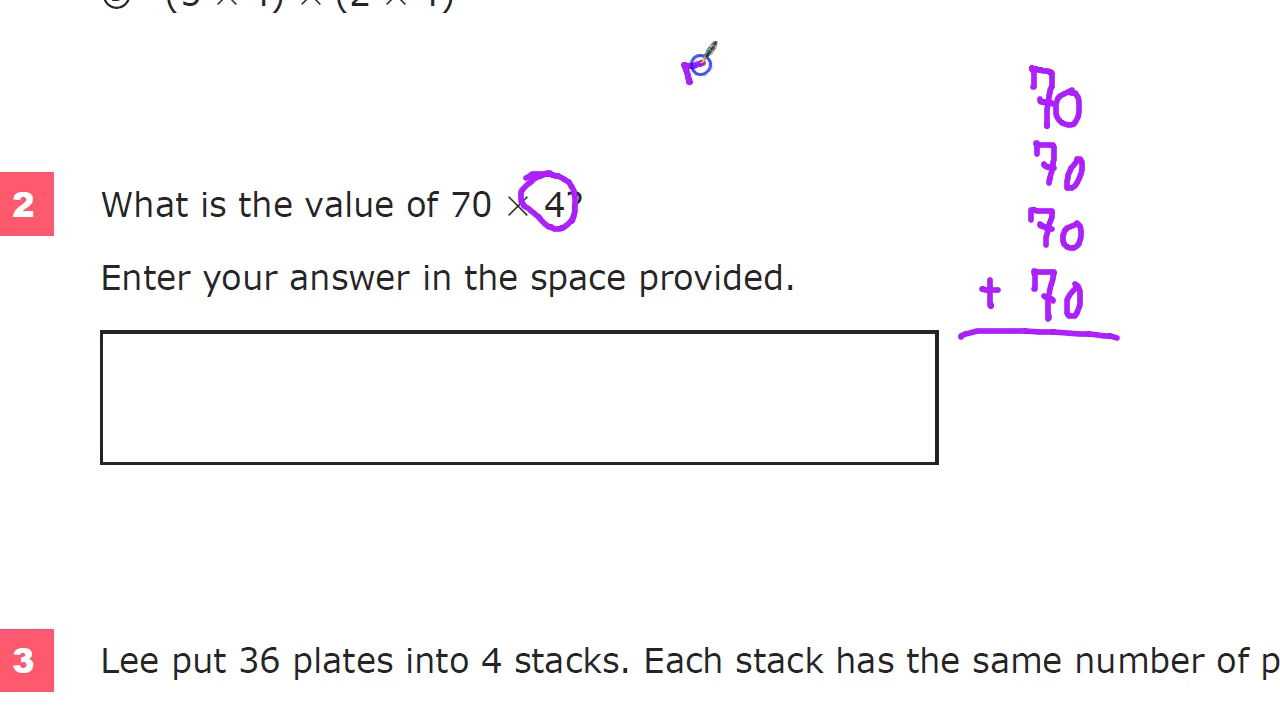 70
70
2 What is the value of 70 × 4?
70
Enter your answer in the space provided.
+ 70
3 Lee put 36 plates into 4 stacks. Each stack has the same number of p